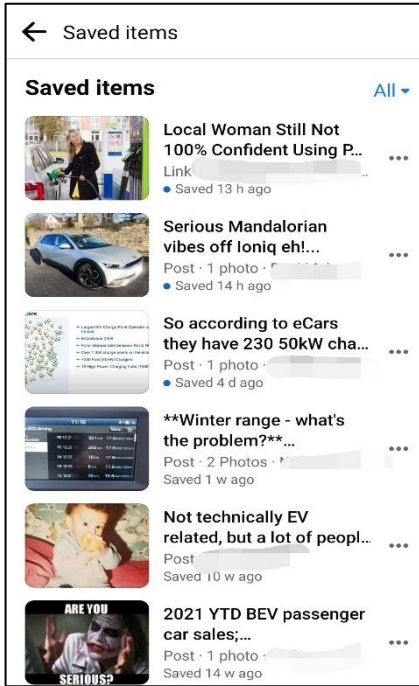 Saved items
Saved items
All
Local Woman Still Not
100% Confident Using P...
Link
Saved 13 h ago
Serious Mandalorian
vibes off Ioniq eh!...
Post · 1 photo ·
Saved 14 h ago
So according to eCars
they have 230 50kW cha...
Post · 1 photo ·
Saved 4 d ago
**Winter range - what's
the problem?**...
Post · 2 Photos ·
Saved 1 w ago
Not technically EV
related, but a lot of peopl...
Post
Saved 10 w ago
ARE YOU
SERIOUS?
2021 YTD BEV passenger
car sales;...
Post · 1 photo ·
Saved 14 w ago